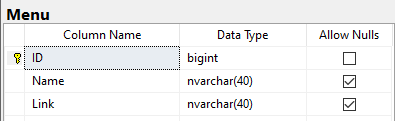 Menu
Column Name Data Type Allow Nulls
ID bigint
Name nvarchar(40)
Link nvarchar(40)